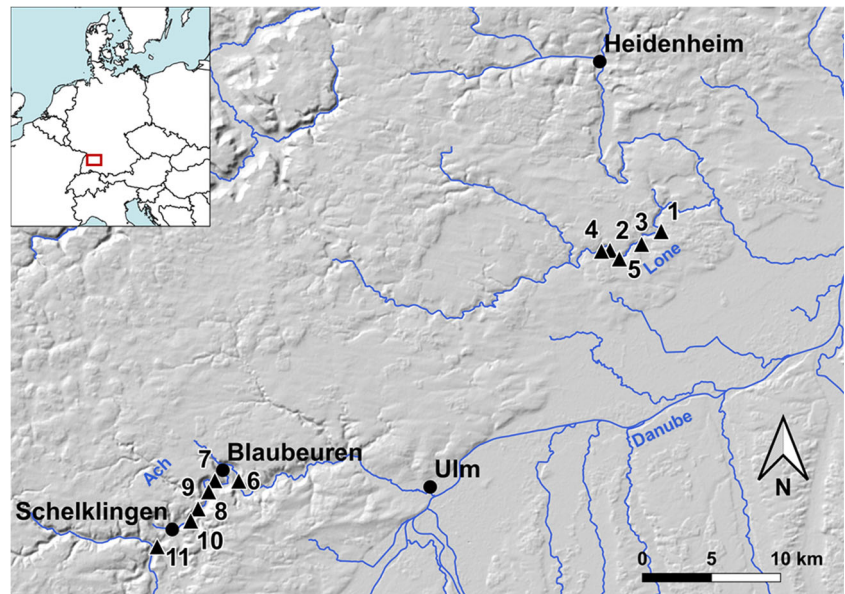 Heidenheim
1
3
2
4
5
Lone
Danube
7
Blaubeuren
Ach
6
Ulm
9
Schelklingen
8
10
11
N
0 5 10 km